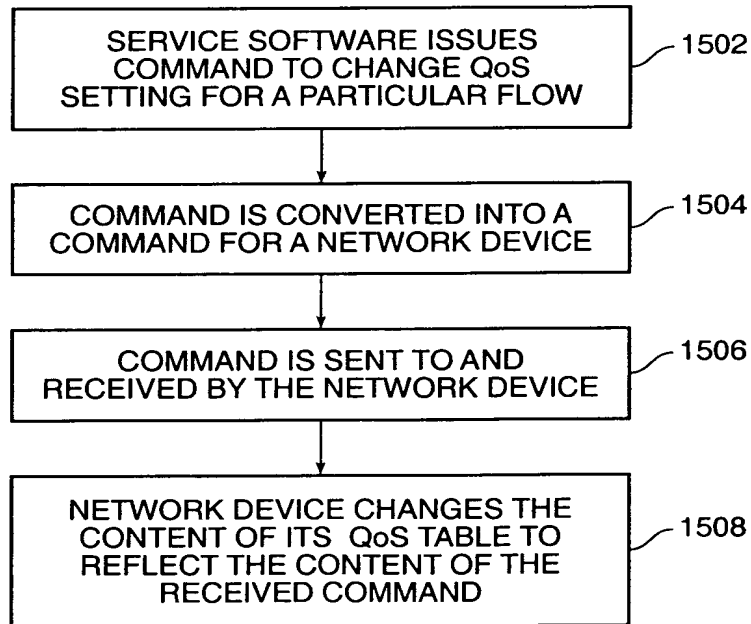 SERVICE SOFTWARE ISSUES
COMMAND TO CHANGE QoS
SETTING FOR A PARTICULAR FLOW
1502
COMMAND IS CONVERTED INTO A
COMMAND FOR A NETWORK DEVICE
1504
COMMAND IS SENT TO AND
RECEIVED BY THE NETWORK DEVICE
1506
NETWORK DEVICE CHANGES THE
CONTENT OF ITS QoS TABLE TO
REFLECT THE CONTENT OF THE
RECEIVED COMMAND
1508